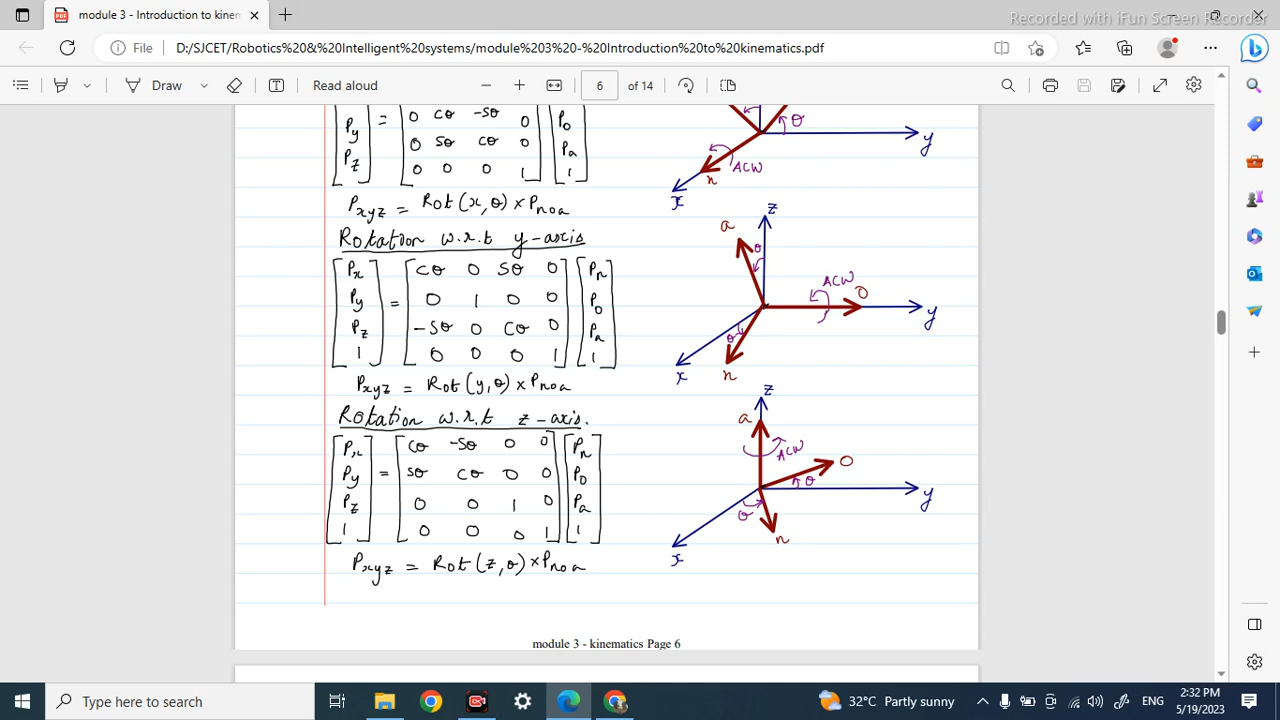 module 3 - Introduction to kinem
Recorded with iFun Screen Recorder
File D:/SJCET/Robotics%20&%20Intelligent%20systems/module%203%20-%20Introduction%20to%20kinematics.pdf
Draw Read aloud 6 of 14
0 cθ -sθ 0 Po
Py = 0 sθ cθ 0 Pa
Pz 0 0 0 1 1
Pxyz = Rot(x,θ) × Pnoa
θ y
ACW
n
x
Rotation w.r.t y-axis
Px cθ 0 sθ 0 Pn
Py = 0 1 0 0 Po
Pz -sθ 0 cθ 0 Pa
1 0 0 0 1 1
Pxyz = Rot(y,θ) × Pnoa
z
a
θ
ACW
o
y
θ
x n
Rotation w.r.t z-axis.
Px cθ -sθ 0 0 Pn
Py = sθ cθ 0 0 Po
Pz 0 0 1 0 Pa
1 0 0 0 1 1
Pxyz = Rot(z,θ) × Pnoa
z
a
ACW
o
θ
y
θ
n
x
module 3 - kinematics Page 6
Type here to search
32°C Partly sunny
ENG
2:32 PM
5/19/2023